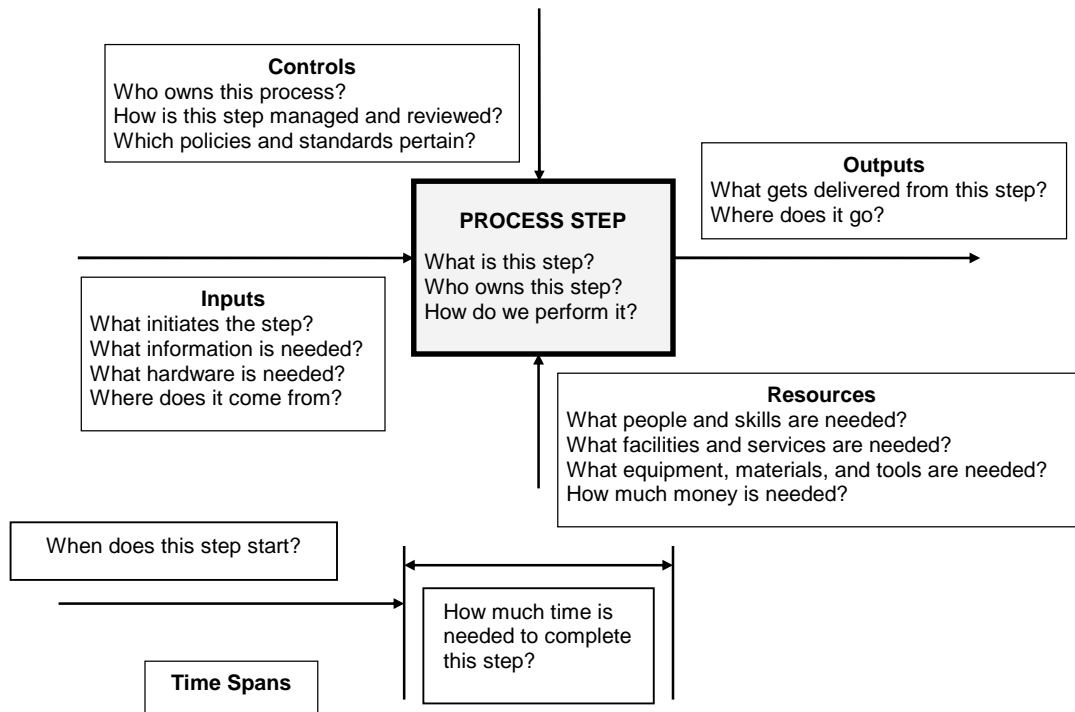 Controls
Who owns this process?
How is this step managed and reviewed?
Which policies and standards pertain?
Outputs
What gets delivered from this step?
Where does it go?
PROCESS STEP
What is this step?
Who owns this step?
How do we perform it?
Inputs
What initiates the step?
What information is needed?
What hardware is needed?
Where does it come from?
Resources
What people and skills are needed?
What facilities and services are needed?
What equipment, materials, and tools are needed?
How much money is needed?
When does this step start?
How much time is
needed to complete
this step?
Time Spans